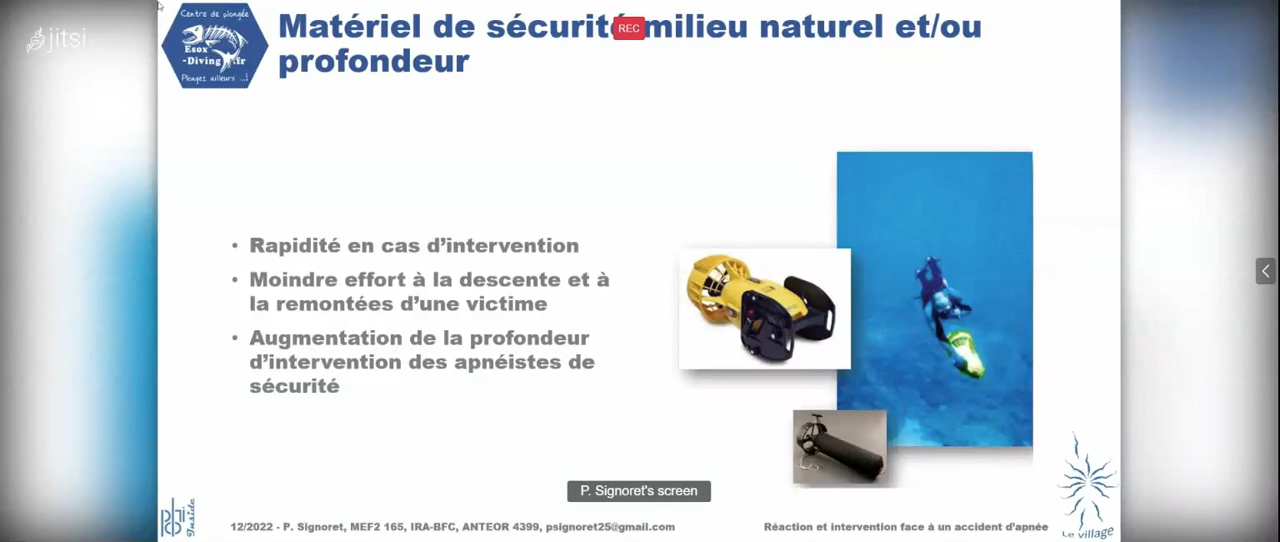 jitsi
Centre de plongée
Esox
-Diving.fr
Plongez ailleurs ...!
Matériel de sécurité milieu naturel et/ou
REC
profondeur
• Rapidité en cas d'intervention
• Moindre effort à la descente et à
la remontées d'une victime
• Augmentation de la profondeur
d'intervention des apnéistes de
sécurité
P. Signoret's screen
Inside
12/2022 - P. Signoret, MEF2 165, IRA-BFC, ANTEOR 4399, psignoret25@gmail.com
Réaction et intervention face à un accident d'apnée
Le village